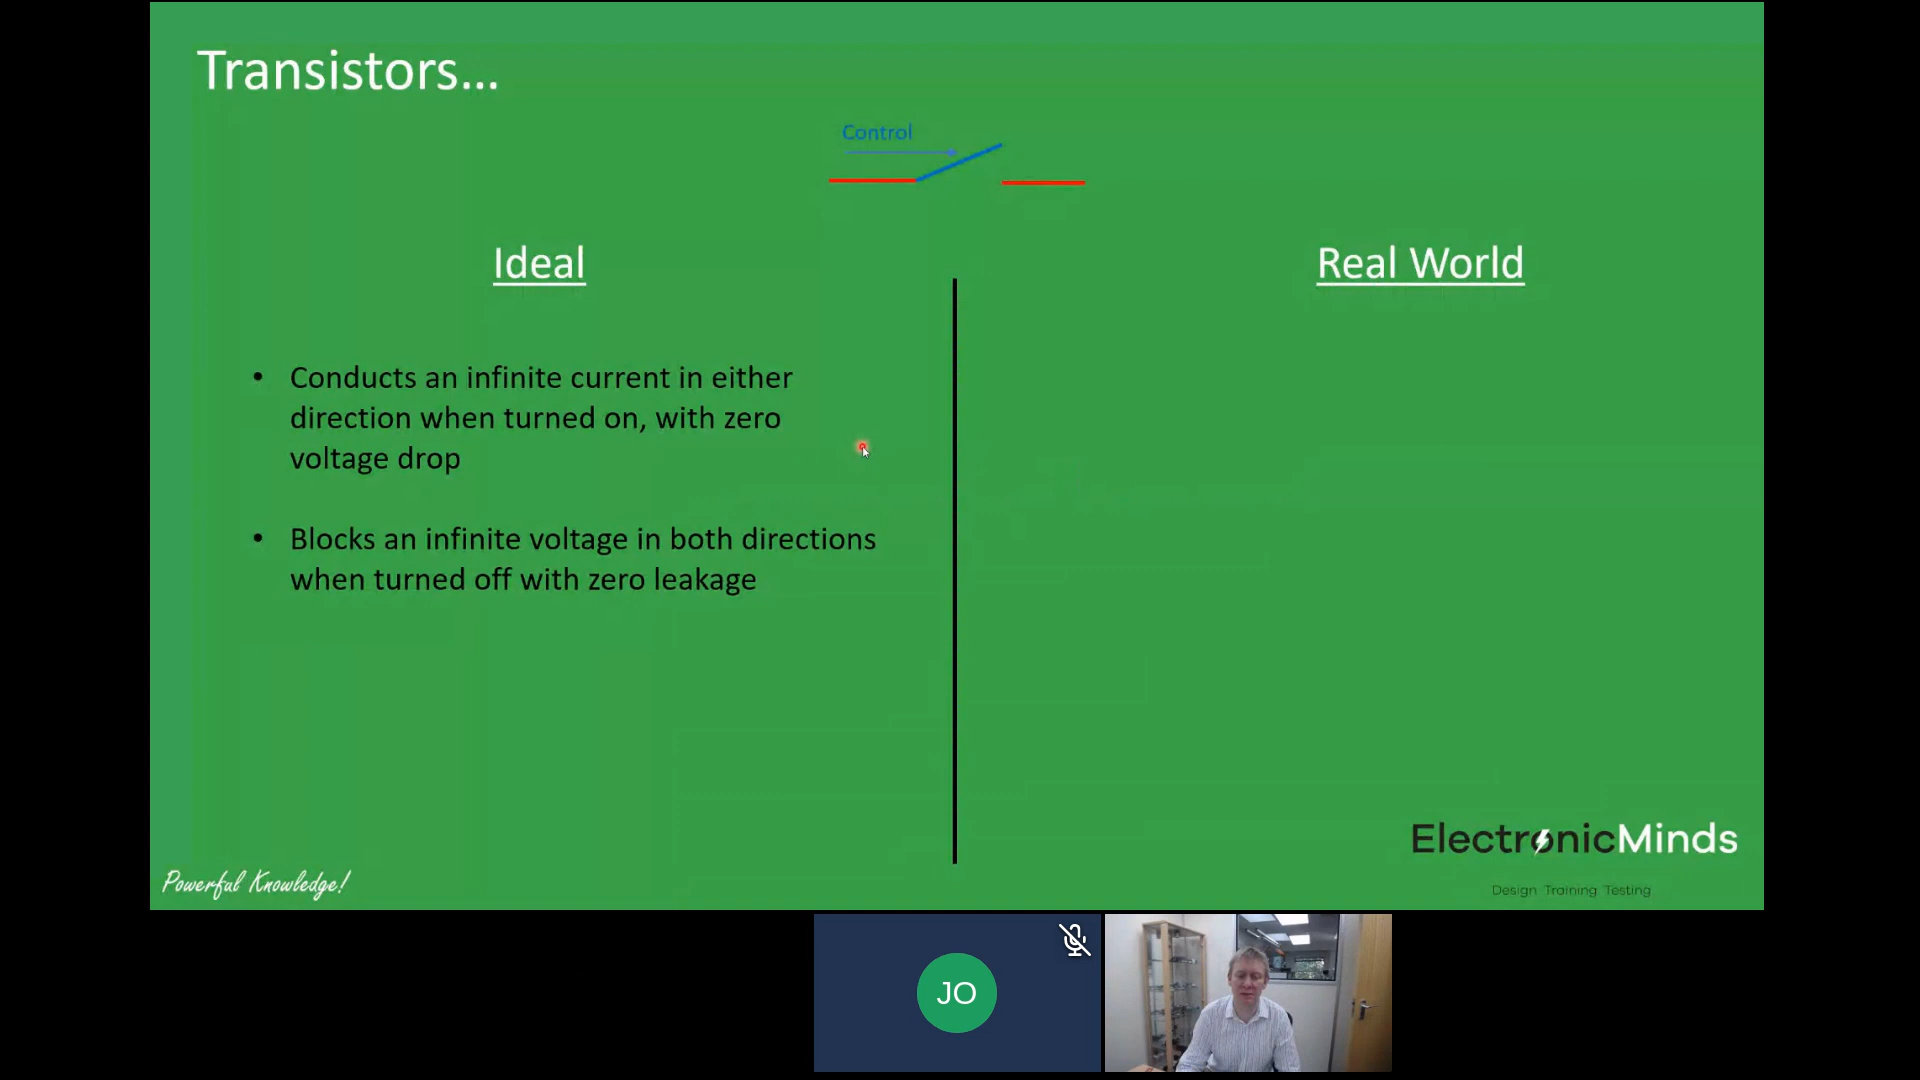 Transistors...
Control
Ideal
Real World
• Conducts an infinite current in either
direction when turned on, with zero
voltage drop
• Blocks an infinite voltage in both directions
when turned off with zero leakage
ElectronicMinds
Design Training Testing
Powerful Knowledge!
JO